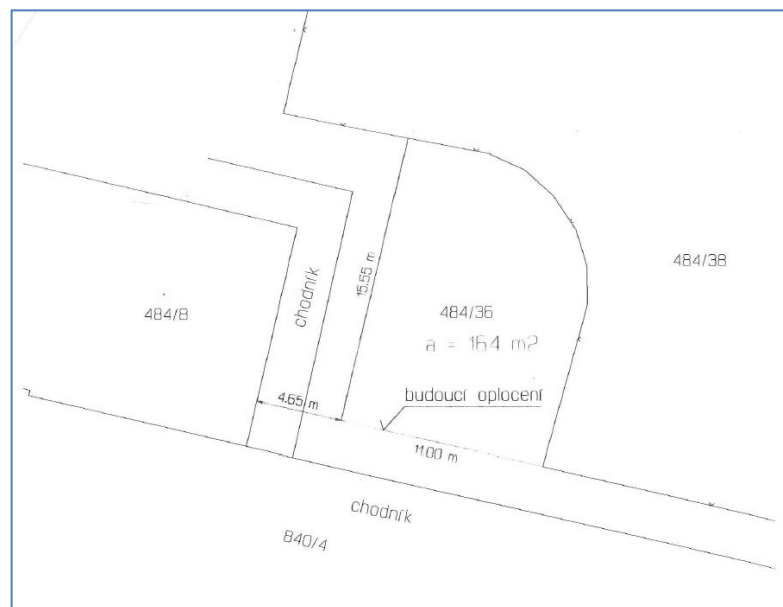 484/38
15.55 m
chodník
484/36
484/8
a = 164 m2
budoucí oplocení
4.65 m
11.00 m
chodník
840/4